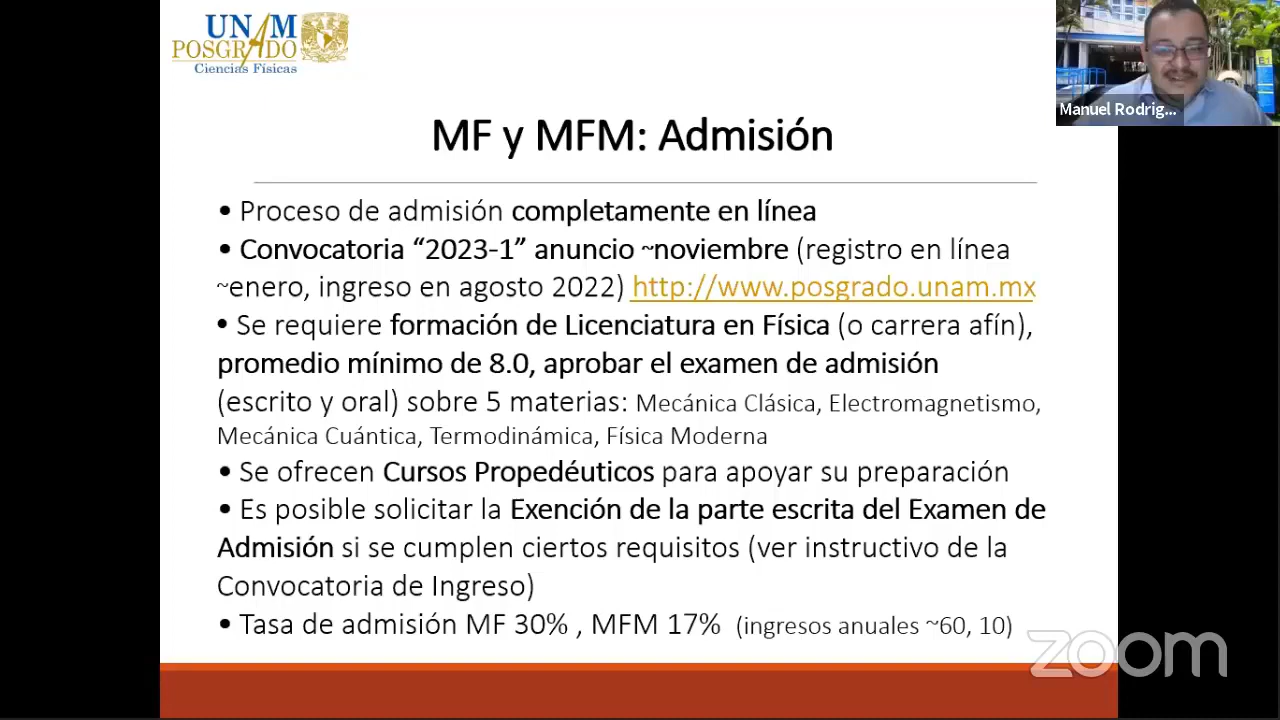 UNAM
POSGRADO
Ciencias Físicas
Manuel Rodrig...
MF y MFM: Admisión
• Proceso de admisión completamente en línea
• Convocatoria “2023-1” anuncio ~noviembre (registro en línea
~enero, ingreso en agosto 2022) http://www.posgrado.unam.mx
• Se requiere formación de Licenciatura en Física (o carrera afín),
promedio mínimo de 8.0, aprobar el examen de admisión
(escrito y oral) sobre 5 materias: Mecánica Clásica, Electromagnetismo,
Mecánica Cuántica, Termodinámica, Física Moderna
• Se ofrecen Cursos Propedéuticos para apoyar su preparación
• Es posible solicitar la Exención de la parte escrita del Examen de
Admisión si se cumplen ciertos requisitos (ver instructivo de la
Convocatoria de Ingreso)
• Tasa de admisión MF 30% , MFM 17% (ingresos anuales ~60, 10)
zoom